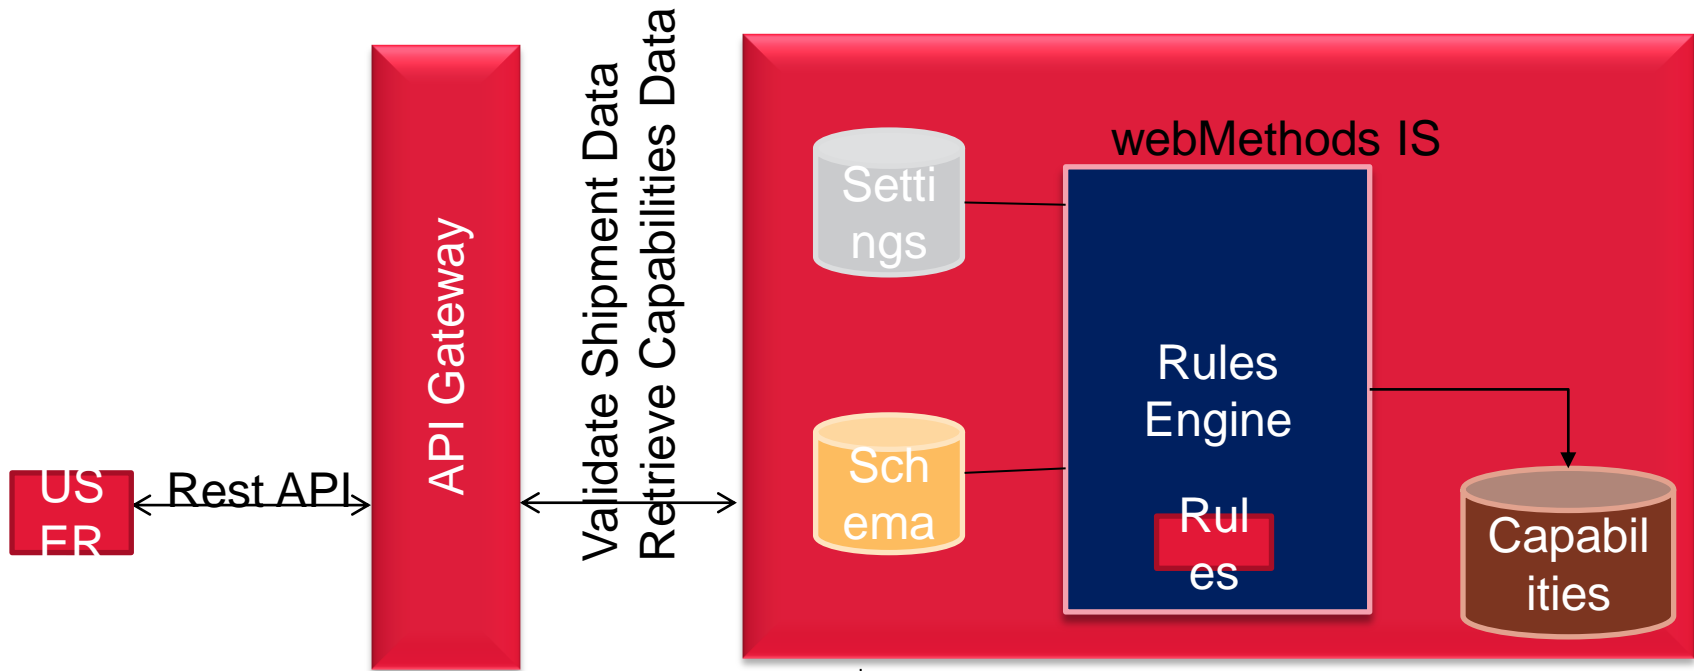 US
ER
Rest API
API Gateway
Validate Shipment Data
Retrieve Capabilities Data
webMethods IS
Setti
ngs
Sch
ema
Rules
Engine
Rul
es
Capabil
ities